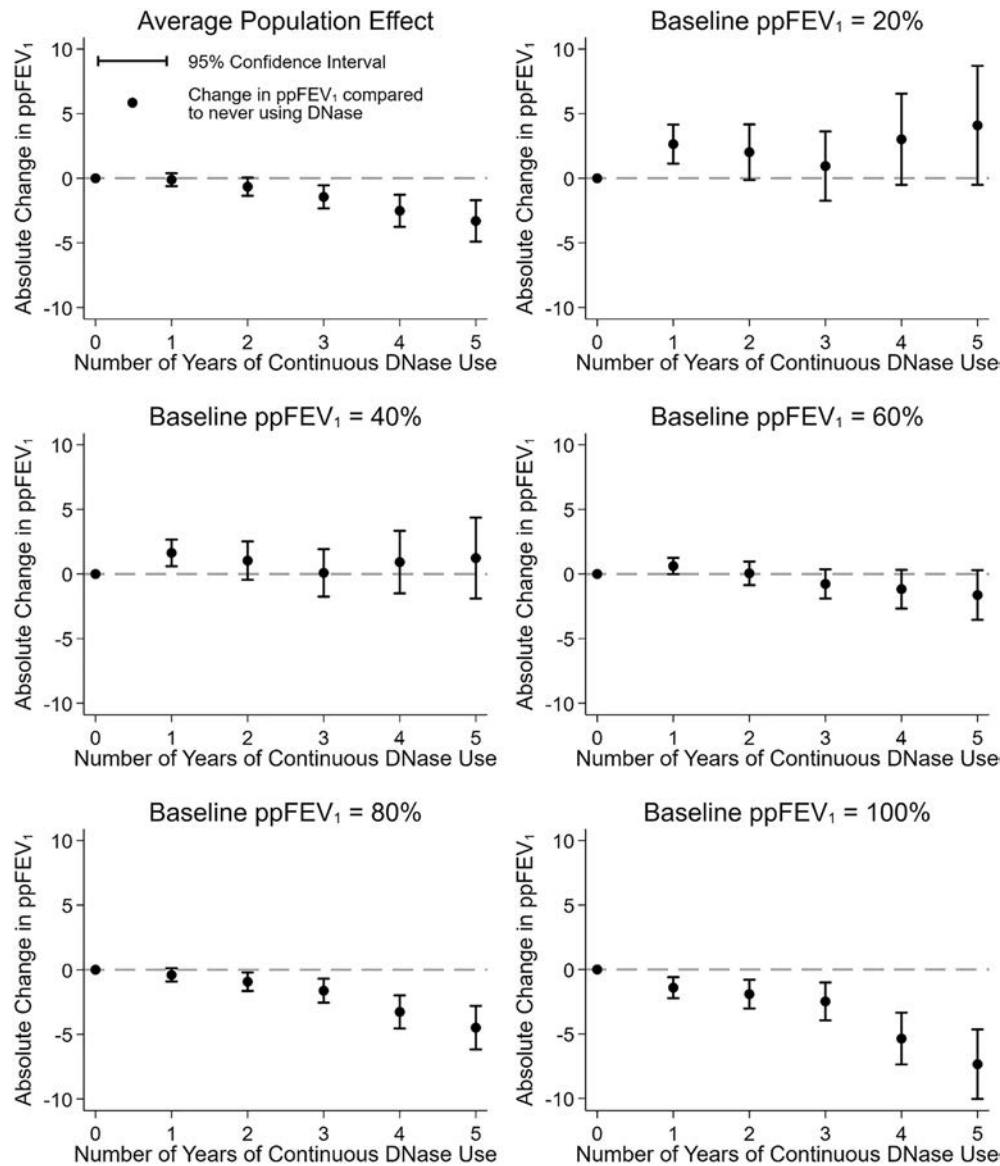 Average Population Effect
10
5
0
-5
-10
Absolute Change in ppFEV₁
95% Confidence Interval
Change in ppFEV₁ compared
to never using DNase
0 1 2 3 4 5
Number of Years of Continuous DNase Use
Baseline ppFEV₁ = 20%
10
5
0
-5
-10
Absolute Change in ppFEV₁
0 1 2 3 4 5
Number of Years of Continuous DNase Use
Baseline ppFEV₁ = 40%
10
5
0
-5
-10
Absolute Change in ppFEV₁
0 1 2 3 4 5
Number of Years of Continuous DNase Use
Baseline ppFEV₁ = 60%
10
5
0
-5
-10
Absolute Change in ppFEV₁
0 1 2 3 4 5
Number of Years of Continuous DNase Use
Baseline ppFEV₁ = 80%
10
5
0
-5
-10
Absolute Change in ppFEV₁
0 1 2 3 4 5
Number of Years of Continuous DNase Use
Baseline ppFEV₁ = 100%
10
5
0
-5
-10
Absolute Change in ppFEV₁
0 1 2 3 4 5
Number of Years of Continuous DNase Use